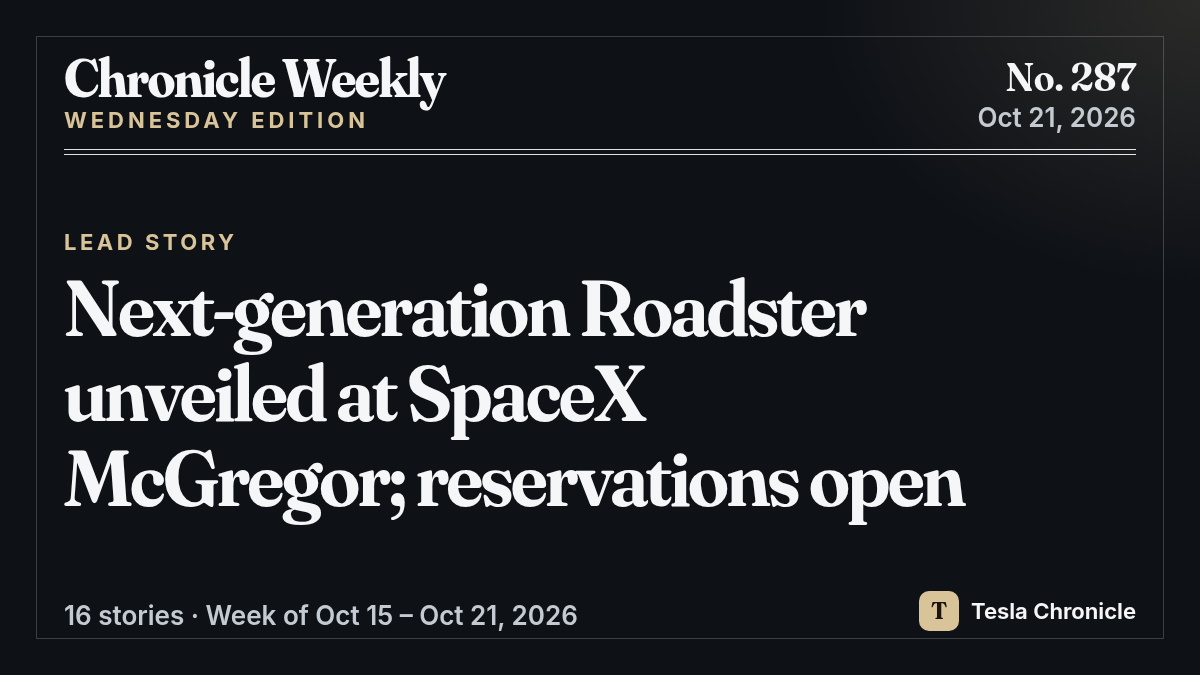 Chronicle Weekly
WEDNESDAY EDITION
No. 287
Oct 21, 2026
LEAD STORY
Next-generation Roadster
unveiled at SpaceX
McGregor; reservations open
16 stories · Week of Oct 15 – Oct 21, 2026
T Tesla Chronicle